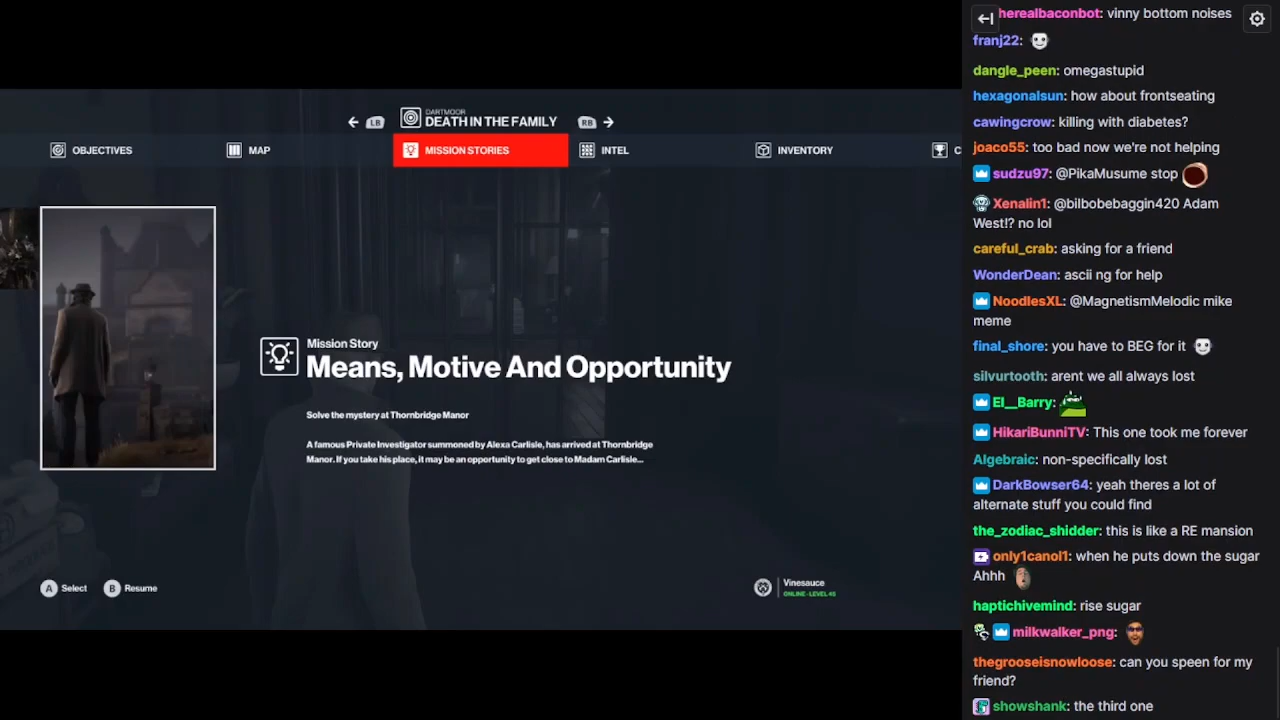 DARTMOOR
DEATH IN THE FAMILY
LB
RB
OBJECTIVES
MAP
MISSION STORIES
INTEL
INVENTORY
C
Mission Story
Means, Motive And Opportunity
Solve the mystery at Thornbridge Manor
A famous Private Investigator summoned by Alexa Carlisle, has arrived at Thornbridge
Manor. If you take his place, it may be an opportunity to get close to Madam Carlisle...
A Select
B Resume
Vinesauce
ONLINE - LEVEL 45
herealbaconbot: vinny bottom noises
franj22:
dangle_peen: omegastupid
hexagonalsun: how about frontseating
cawingcrow: killing with diabetes?
joaco55: too bad now we're not helping
sudzu97: @PikaMusume stop
Xenalin1: @bilbobebaggin420 Adam
West!? no lol
careful_crab: asking for a friend
WonderDean: ascii ng for help
NoodlesXL: @MagnetismMelodic mike
meme
final_shore: you have to BEG for it
silvurtooth: arent we all always lost
El__Barry:
HikariBunniTV: This one took me forever
Algebraic: non-specifically lost
DarkBowser64: yeah theres a lot of
alternate stuff you could find
the_zodiac_shidder: this is like a RE mansion
only1canol1: when he puts down the sugar
Ahhh
haptichivemind: rise sugar
milkwalker_png:
thegrooseisnowloose: can you speen for my
friend?
showshank: the third one